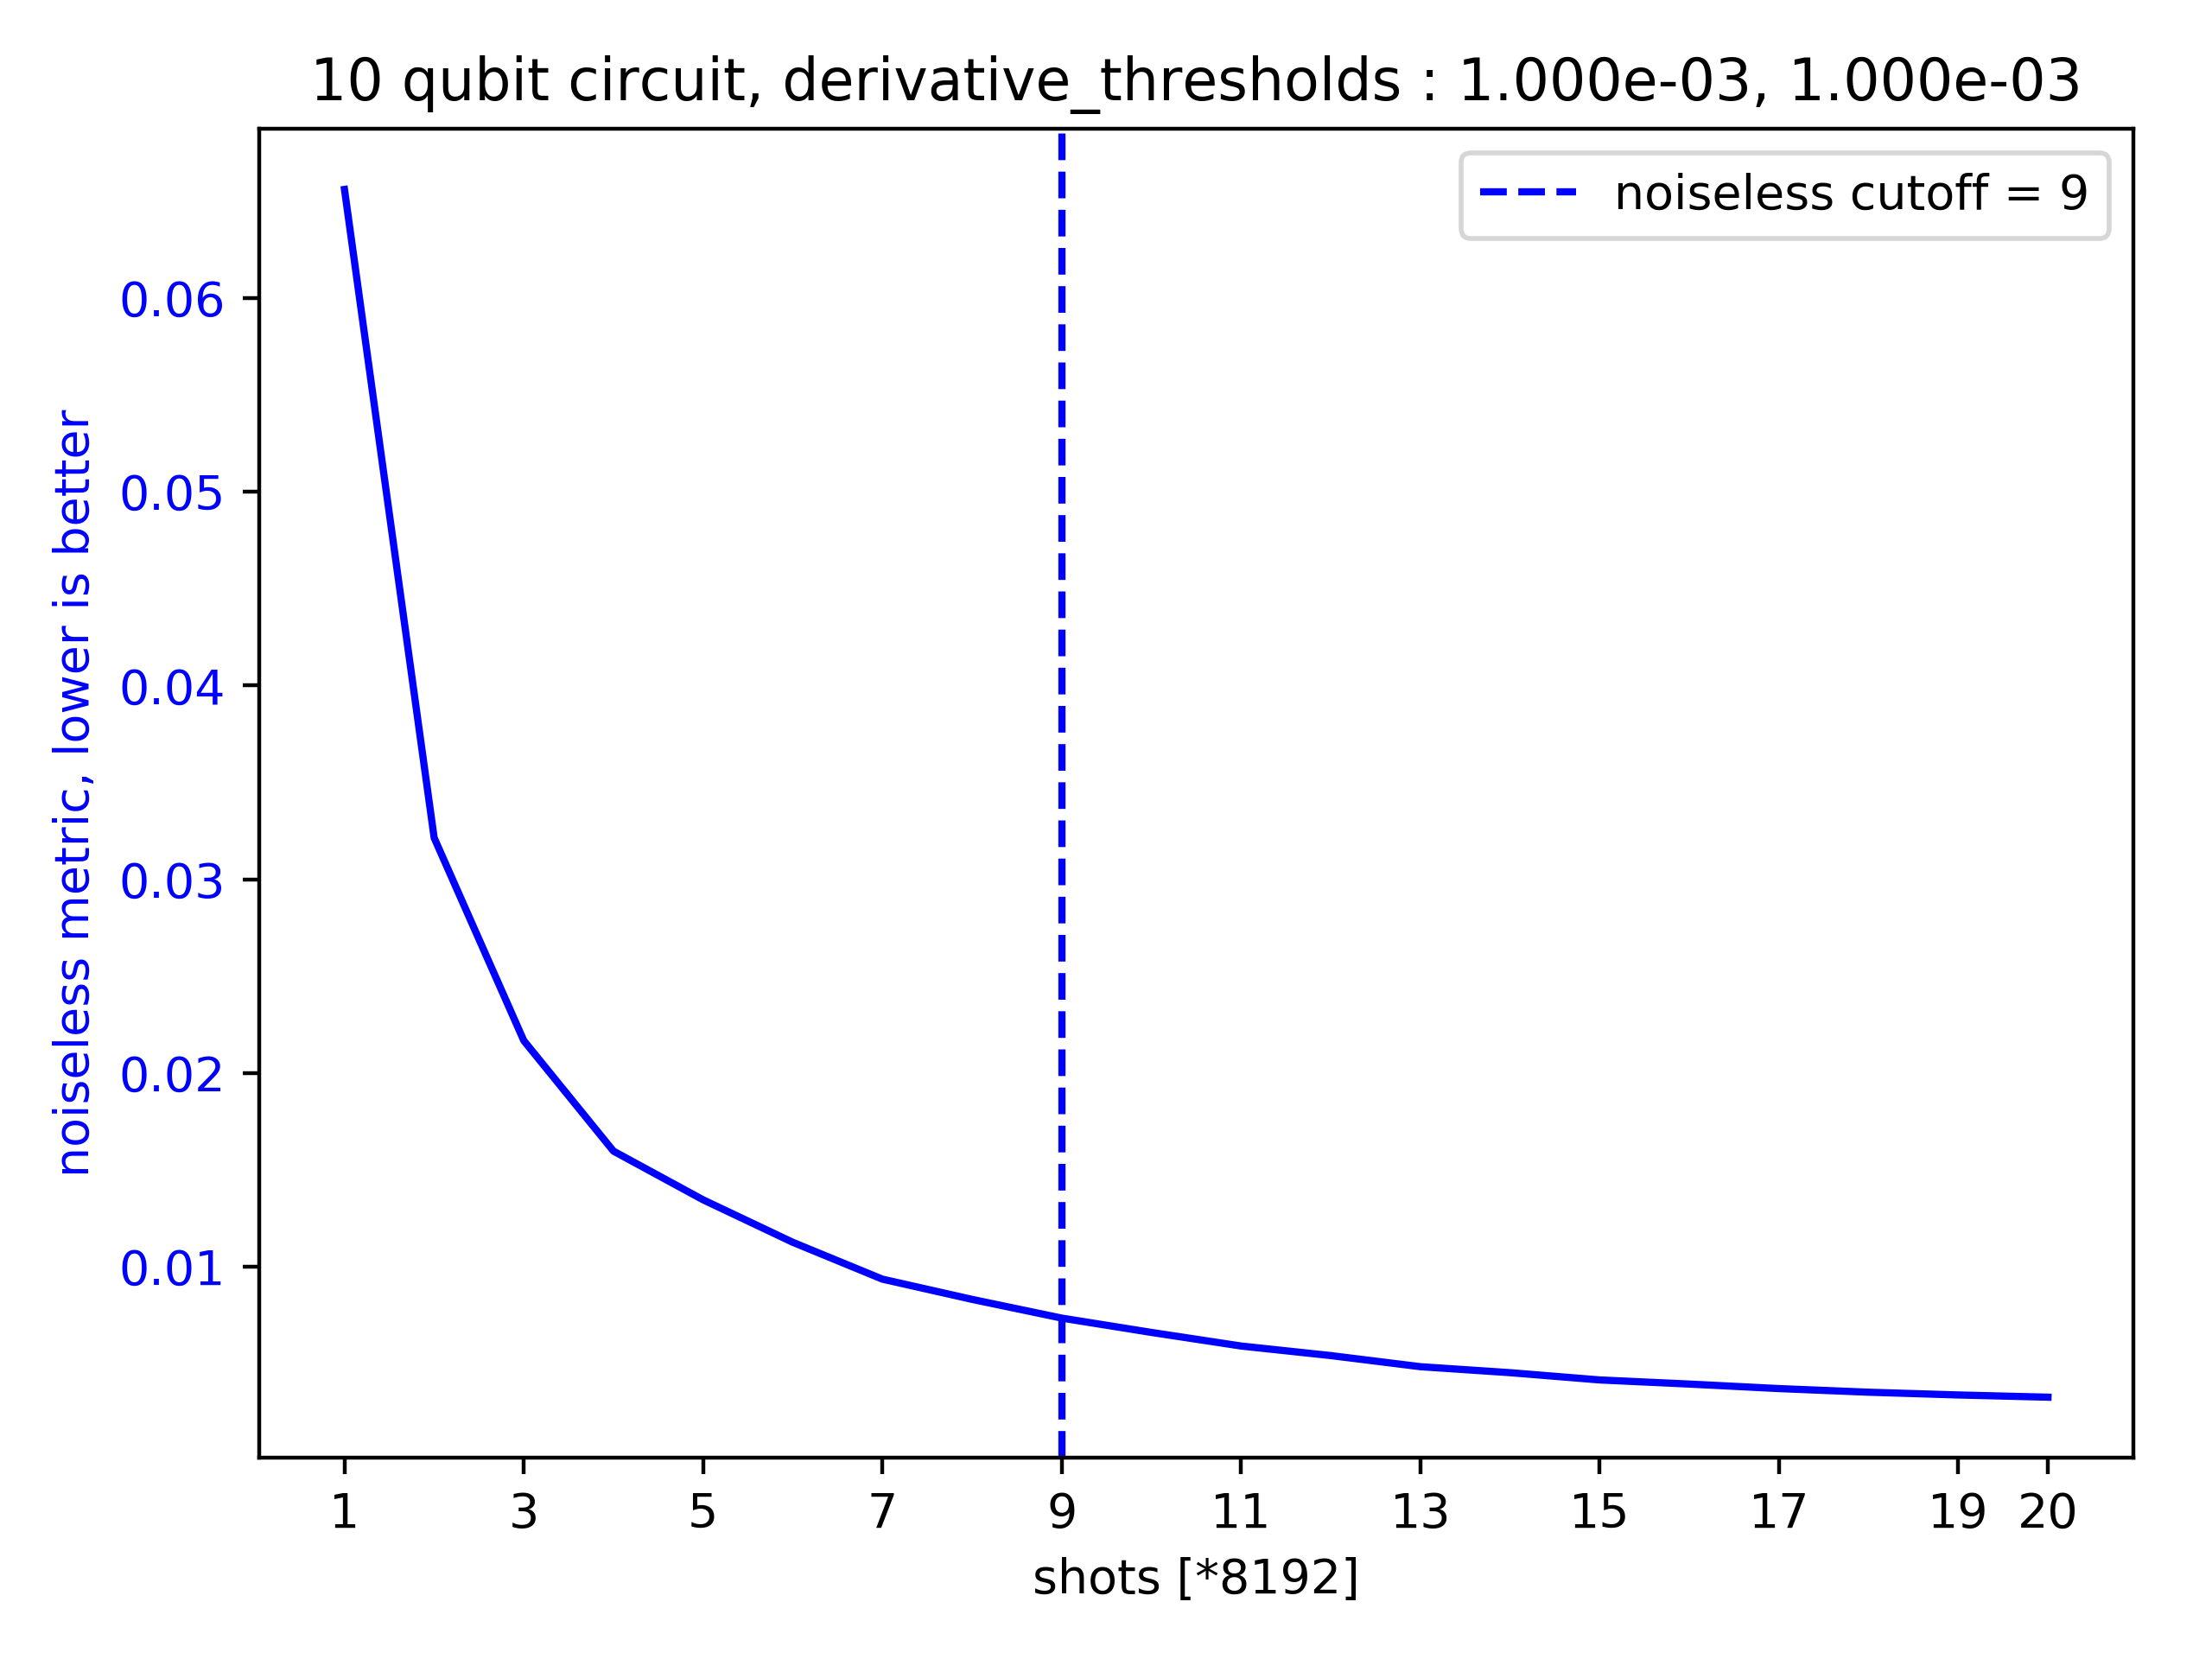 10 qubit circuit, derivative_thresholds : 1.000e-03, 1.000e-03
noiseless cutoff = 9
noiseless metric, lower is better
0.06
0.05
0.04
0.03
0.02
0.01
1 3 5 7 9 11 13 15 17 19 20
shots [*8192]